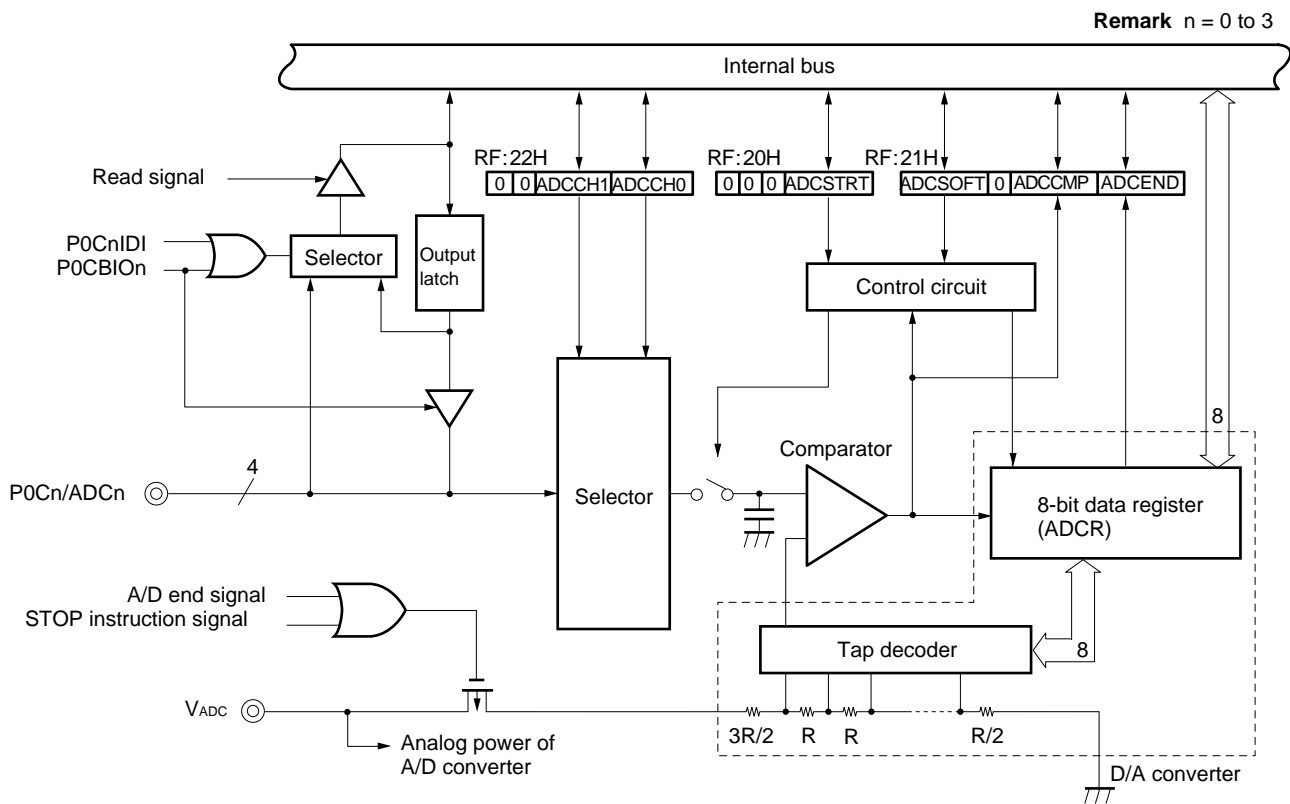 Remark n = 0 to 3
Internal bus
RF: 22H
RF: 20H
RF: 21H
Read signal
0 0 ADCCH1 ADCCH0
0 0 0 ADCSTRT
ADCSOFT 0 ADCCMP ADCEND
P0CnIDI
P0CBIOn
Selector
Output
latch
Control circuit
8
Comparator
P0Cn/ADCn
4
Selector
8-bit data register
(ADCR)
A/D end signal
STOP instruction signal
Tap decoder
8
VADC
3R/2
R
R
R/2
Analog power of
A/D converter
D/A converter